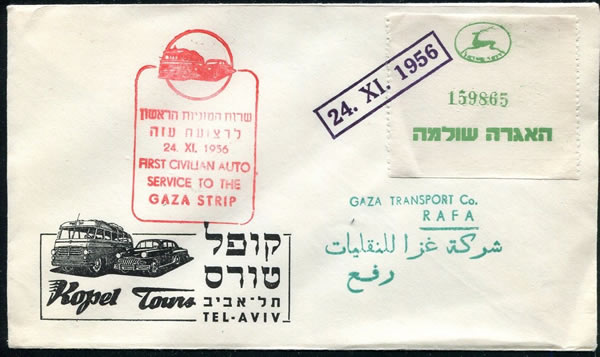 24. XI. 1956
159865
האגרה שולמה
שרות המוניות הראשון
לרצועת עזה
24. XI. 1956
FIRST CIVILIAN AUTO
SERVICE TO THE
GAZA STRIP
GAZA TRANSPORT Co.
RAFA
شركة غزا للنقليات
رفع
קופל
טורס
תל-אביב
TEL-AVIV
Kopel Tours